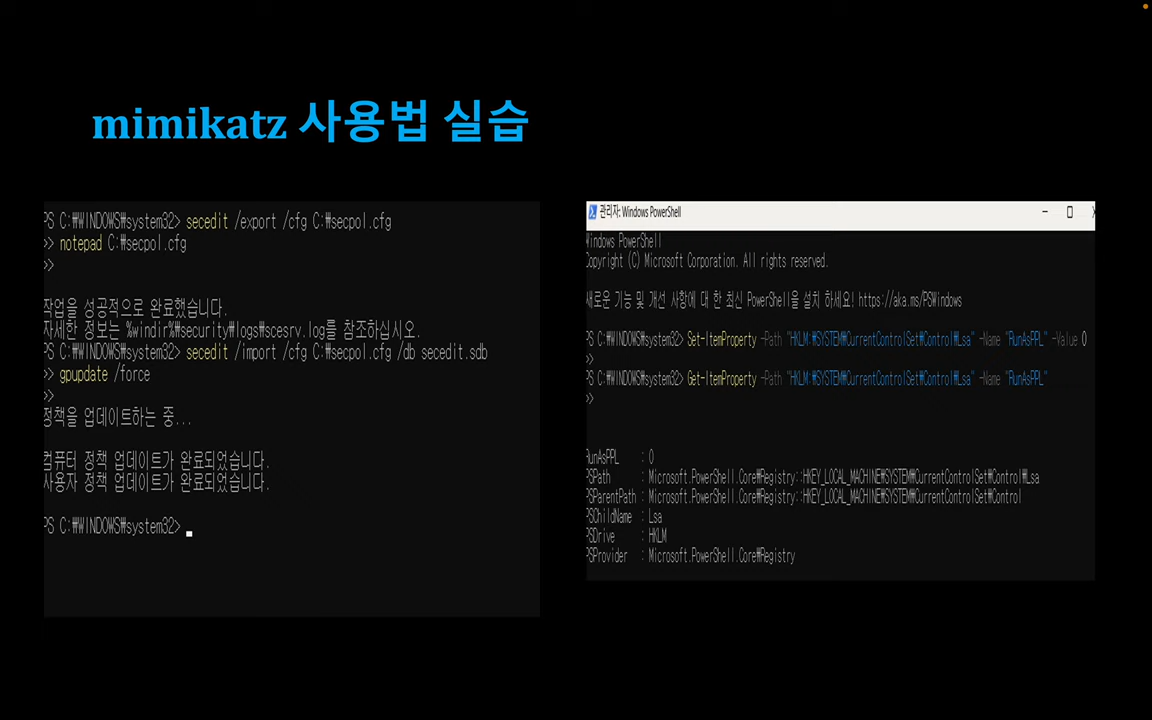 mimikatz 사용법 실습
PS C:₩WINDOWS₩system32> secedit /export /cfg C:₩secpol.cfg
>> notepad C:₩secpol.cfg
>>
작업을 성공적으로 완료했습니다.
자세한 정보는 %windir%₩security₩logs₩scesrv.log를 참조하십시오.
PS C:₩WINDOWS₩system32> secedit /import /cfg C:₩secpol.cfg /db secedit.sdb
>> gpupdate /force
>>
정책을 업데이트하는 중...
컴퓨터 정책 업데이트가 완료되었습니다.
사용자 정책 업데이트가 완료되었습니다.
PS C:₩WINDOWS₩system32>
관리자: Windows PowerShell
Windows PowerShell
Copyright (C) Microsoft Corporation. All rights reserved.
새로운 기능 및 개선 사항에 대 한 최신 PowerShell을 설치 하세요! https://aka.ms/PSWindows
PS C:₩WINDOWS₩system32> Set-ItemProperty -Path "HKLM:₩SYSTEM₩CurrentControlSet₩Control₩Lsa" -Name "RunAsPPL" -Value 0
>>
PS C:₩WINDOWS₩system32> Get-ItemProperty -Path "HKLM:₩SYSTEM₩CurrentControlSet₩Control₩Lsa" -Name "RunAsPPL"
>>
RunAsPPL : 0
PSPath : Microsoft.PowerShell.Core₩Registry::HKEY_LOCAL_MACHINE₩SYSTEM₩CurrentControlSet₩Control₩Lsa
PSParentPath : Microsoft.PowerShell.Core₩Registry::HKEY_LOCAL_MACHINE₩SYSTEM₩CurrentControlSet₩Control
PSChildName : Lsa
PSDrive : HKLM
PSProvider : Microsoft.PowerShell.Core₩Registry